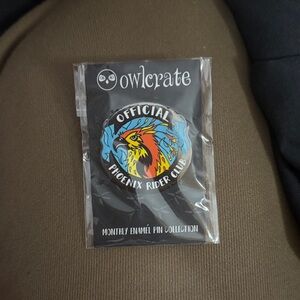 owlcrate
OFFICIAL
PHOENIX RIDER CLUB
MONTHLY ENAMEL PIN COLLECTION